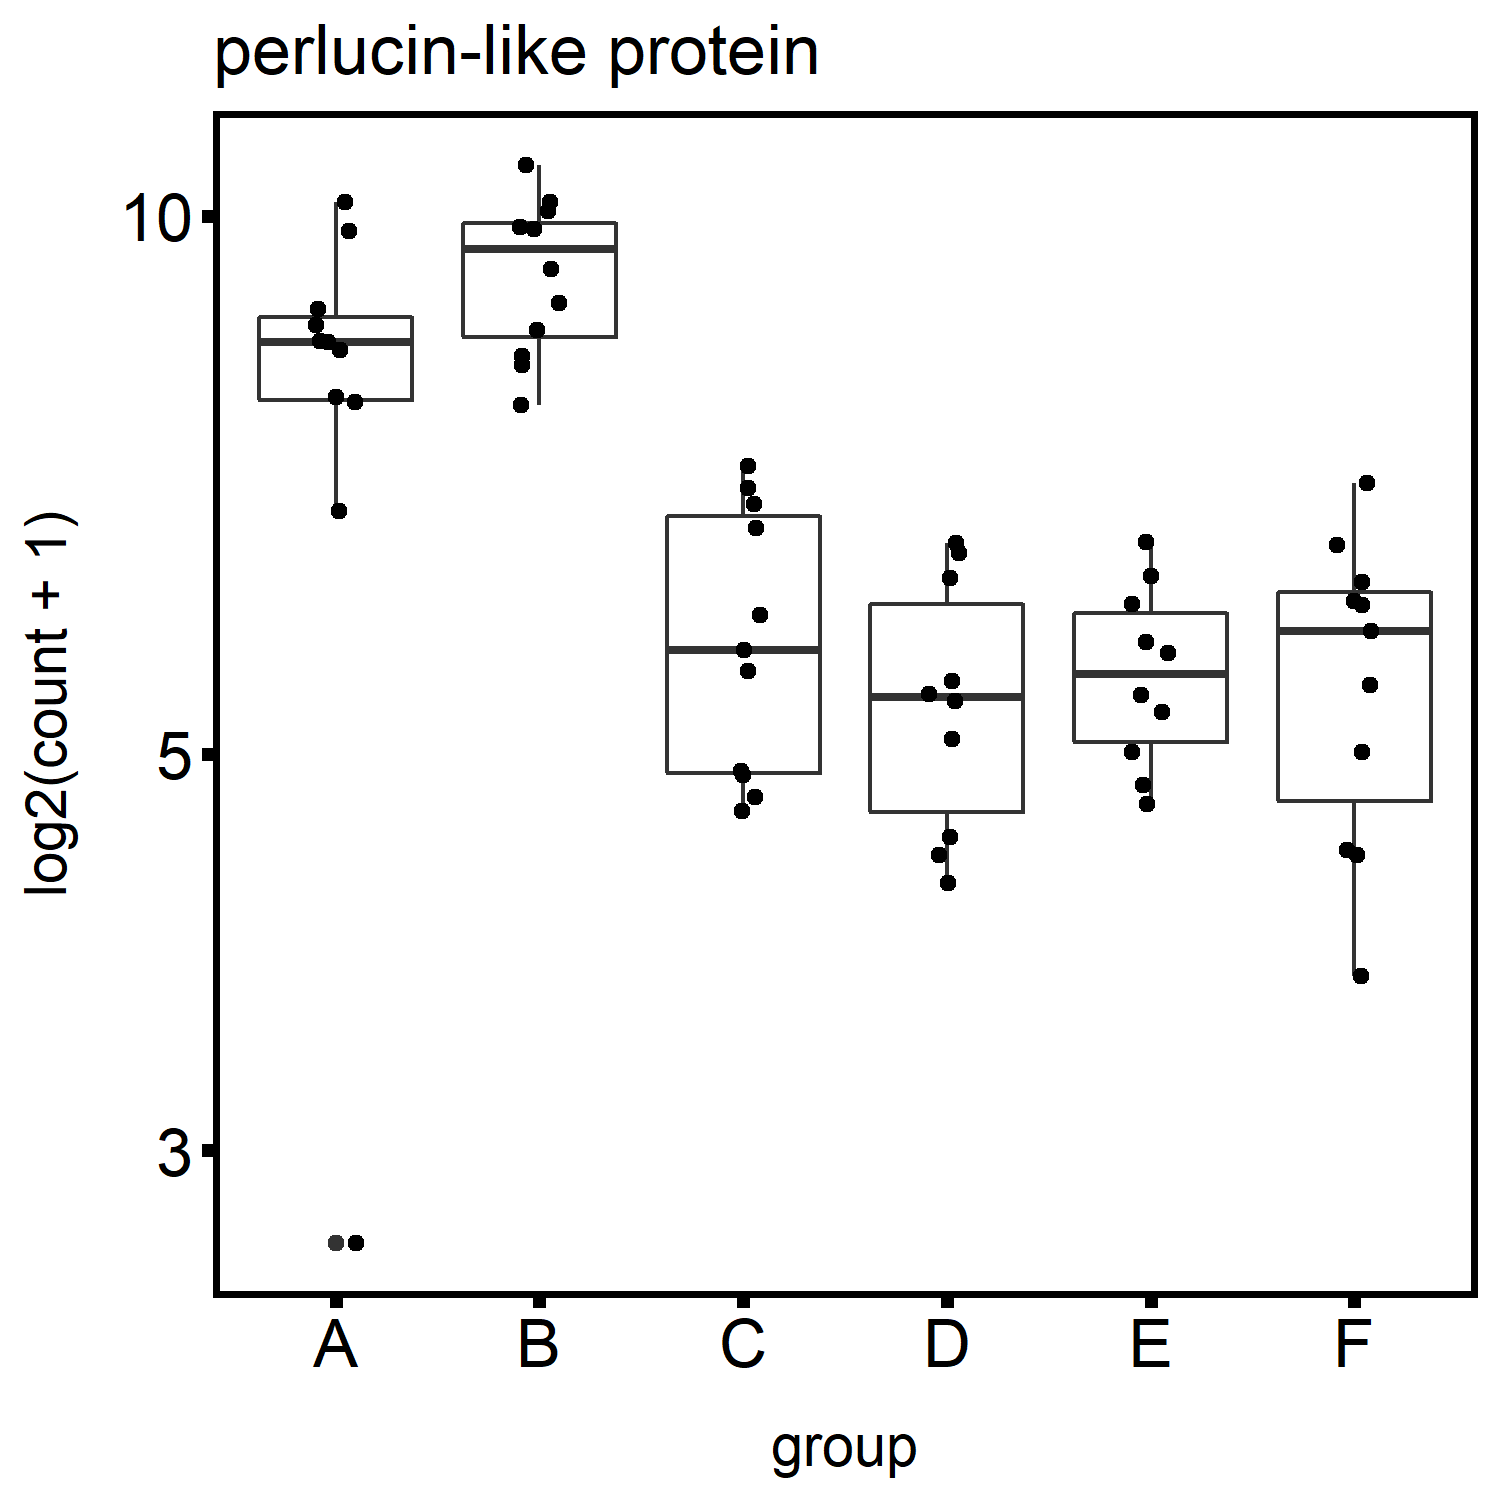 perlucin-like protein
10
5
3
log2(count + 1)
A B C D E F
group